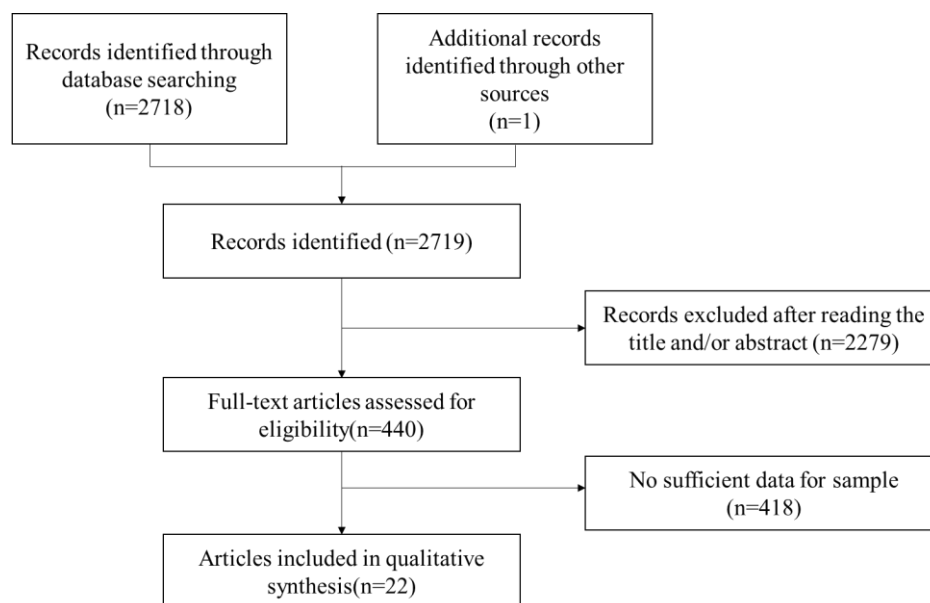 Records identified through
database searching
(n=2718)
Additional records
identified through other
sources
(n=1)
Records identified (n=2719)
Records excluded after reading the
title and/or abstract (n=2279)
Full-text articles assessed for
eligibility(n=440)
No sufficient data for sample
(n=418)
Articles included in qualitative
synthesis(n=22)